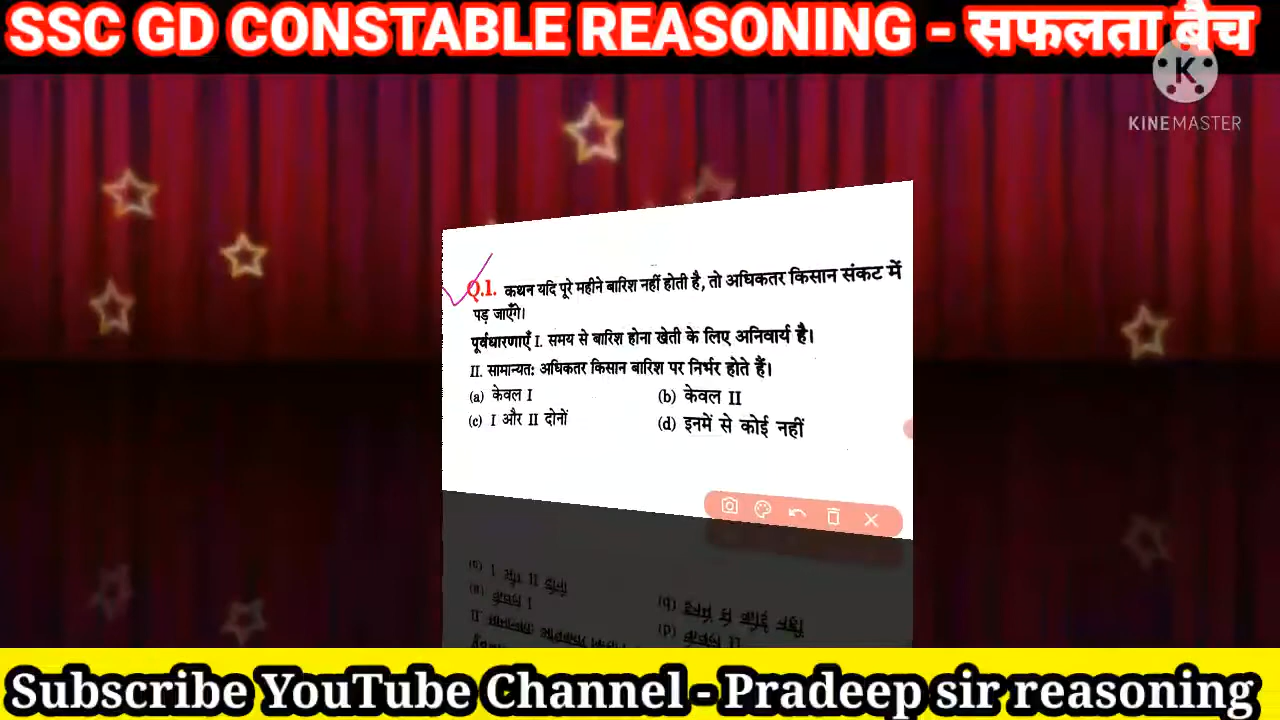 SSC GD CONSTABLE REASONING - सफलता बैच
K
KINEMASTER
Q.1. कथन यदि पूरे महीने बारिश नहीं होती है, तो अधिकतर किसान संकट में
पड़ जाएँगे।
पूर्वधारणाएँ I. समय से बारिश होना खेती के लिए अनिवार्य है।
II. सामान्यत: अधिकतर किसान बारिश पर निर्भर होते हैं।
(a) केवल I (b) केवल II
(c) I और II दोनों (d) इनमें से कोई नहीं
Subscribe YouTube Channel - Pradeep sir reasoning